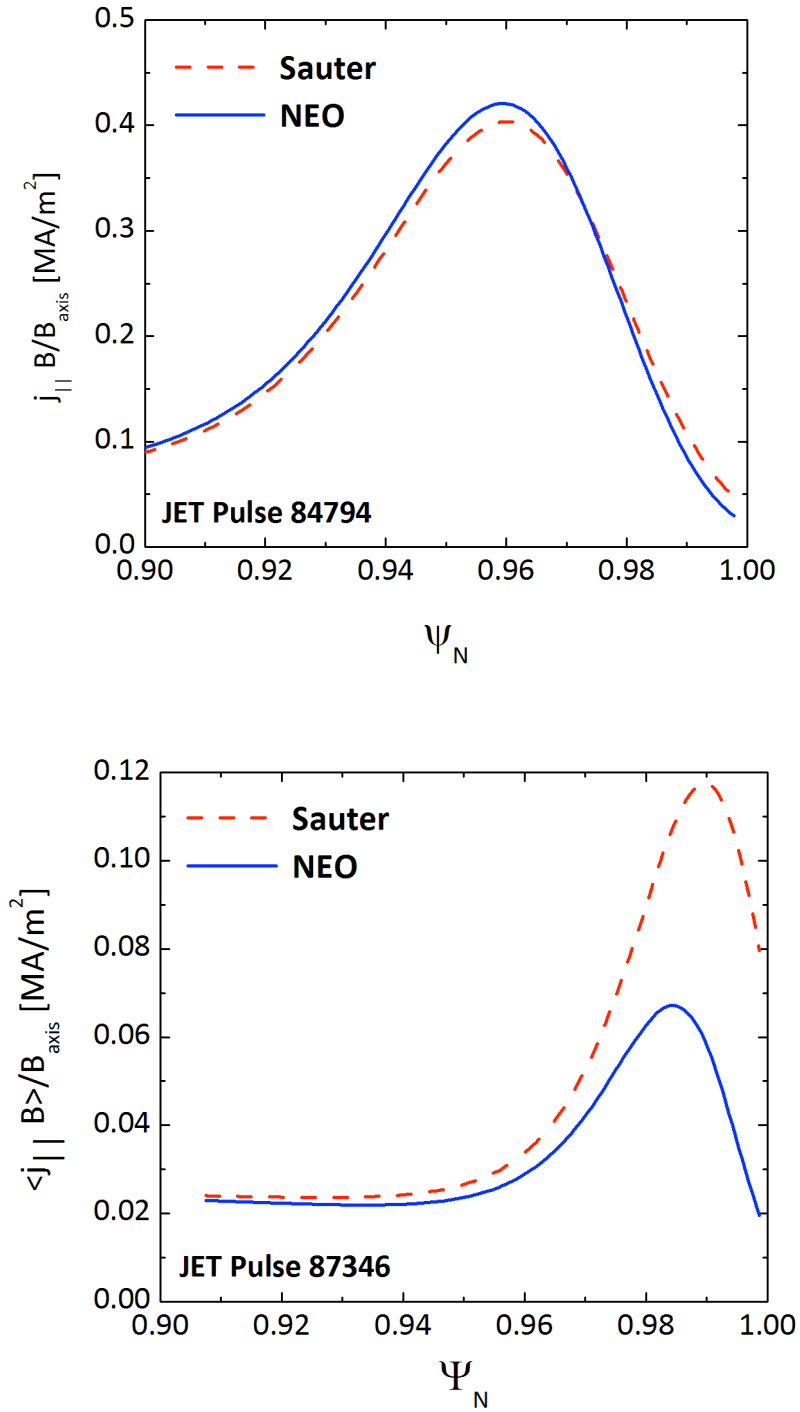 0.5
Sauter
NEO
0.4
0.3
0.2
0.1
0.0
j|| B/Baxis [MA/m2]
JET Pulse 84794
0.90 0.92 0.94 0.96 0.98 1.00
ψN
0.12
Sauter
NEO
0.10
0.08
0.06
0.04
0.02
0.00
<j|| B>/Baxis [MA/m2]
JET Pulse 87346
0.90 0.92 0.94 0.96 0.98 1.00
ΨN